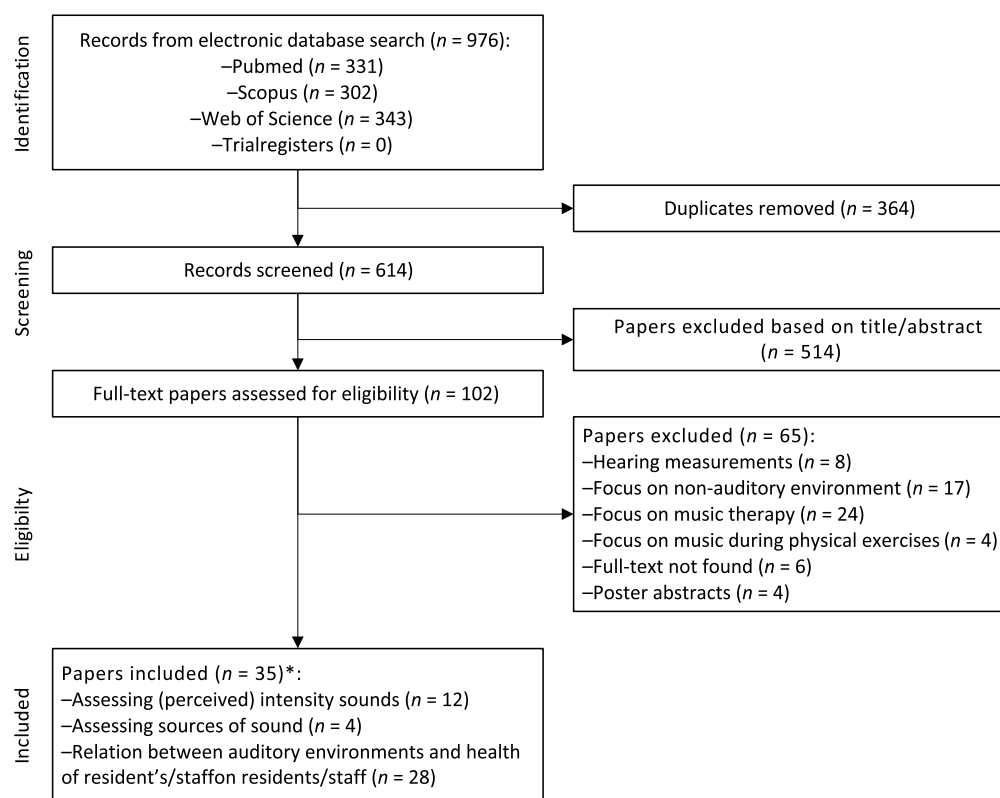 Identification
Records from electronic database search (n = 976):
–Pubmed (n = 331)
–Scopus (n = 302)
–Web of Science (n = 343)
–Trialregisters (n = 0)
Duplicates removed (n = 364)
Screening
Records screened (n = 614)
Papers excluded based on title/abstract
(n = 514)
Full-text papers assessed for eligibility (n = 102)
Eligibilty
Papers excluded (n = 65):
–Hearing measurements (n = 8)
–Focus on non-auditory environment (n = 17)
–Focus on music therapy (n = 24)
–Focus on music during physical exercises (n = 4)
–Full-text not found (n = 6)
–Poster abstracts (n = 4)
Included
Papers included (n = 35)*:
–Assessing (perceived) intensity sounds (n = 12)
–Assessing sources of sound (n = 4)
–Relation between auditory environments and health
of resident’s/staffon residents/staff (n = 28)